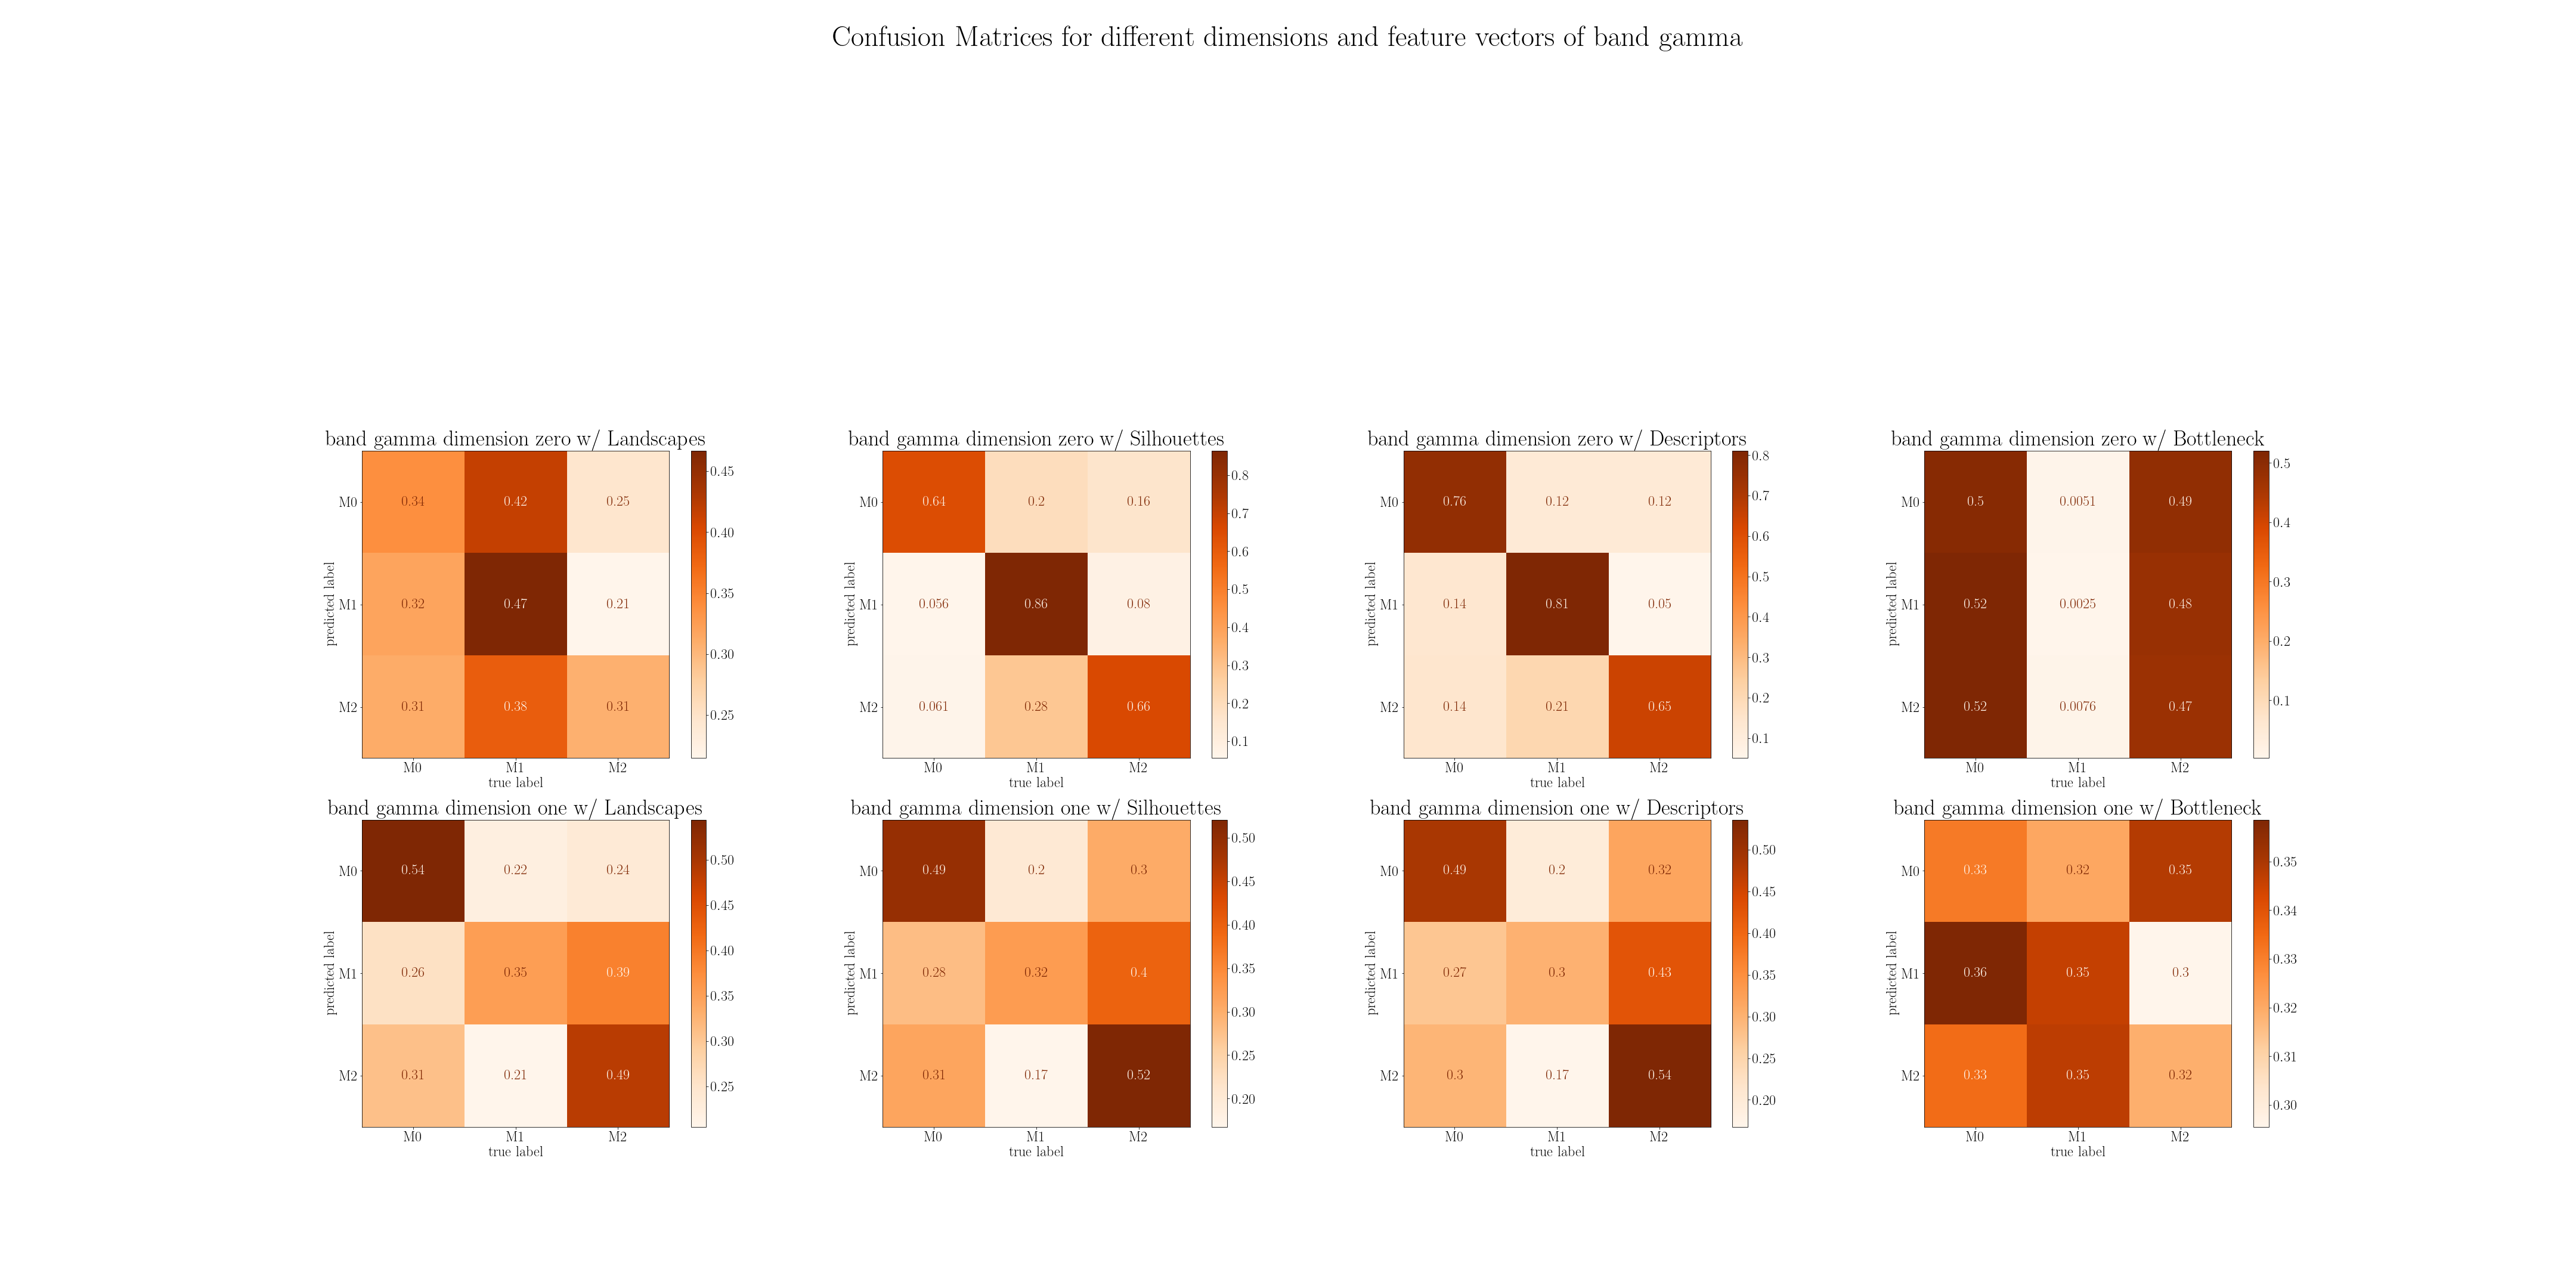 Confusion Matrices for different dimensions and feature vectors of band gamma
band gamma dimension zero w/ Landscapes
predicted label
M0 0.34 0.42 0.25
M1 0.32 0.47 0.21
M2 0.31 0.38 0.31
M0 M1 M2
true label
0.45
0.40
0.35
0.30
0.25
band gamma dimension zero w/ Silhouettes
predicted label
M0 0.64 0.2 0.16
M1 0.056 0.86 0.08
M2 0.061 0.28 0.66
M0 M1 M2
true label
0.8
0.7
0.6
0.5
0.4
0.3
0.2
0.1
band gamma dimension zero w/ Descriptors
predicted label
M0 0.76 0.12 0.12
M1 0.14 0.81 0.05
M2 0.14 0.21 0.65
M0 M1 M2
true label
0.8
0.7
0.6
0.5
0.4
0.3
0.2
0.1
band gamma dimension zero w/ Bottleneck
predicted label
M0 0.5 0.0051 0.49
M1 0.52 0.0025 0.48
M2 0.52 0.0076 0.47
M0 M1 M2
true label
0.5
0.4
0.3
0.2
0.1
band gamma dimension one w/ Landscapes
predicted label
M0 0.54 0.22 0.24
M1 0.26 0.35 0.39
M2 0.31 0.21 0.49
M0 M1 M2
true label
0.50
0.45
0.40
0.35
0.30
0.25
band gamma dimension one w/ Silhouettes
predicted label
M0 0.49 0.2 0.3
M1 0.28 0.32 0.4
M2 0.31 0.17 0.52
M0 M1 M2
true label
0.50
0.45
0.40
0.35
0.30
0.25
0.20
band gamma dimension one w/ Descriptors
predicted label
M0 0.49 0.2 0.32
M1 0.27 0.3 0.43
M2 0.3 0.17 0.54
M0 M1 M2
true label
0.50
0.45
0.40
0.35
0.30
0.25
0.20
band gamma dimension one w/ Bottleneck
predicted label
M0 0.33 0.32 0.35
M1 0.36 0.35 0.3
M2 0.33 0.35 0.32
M0 M1 M2
true label
0.35
0.34
0.33
0.32
0.31
0.30